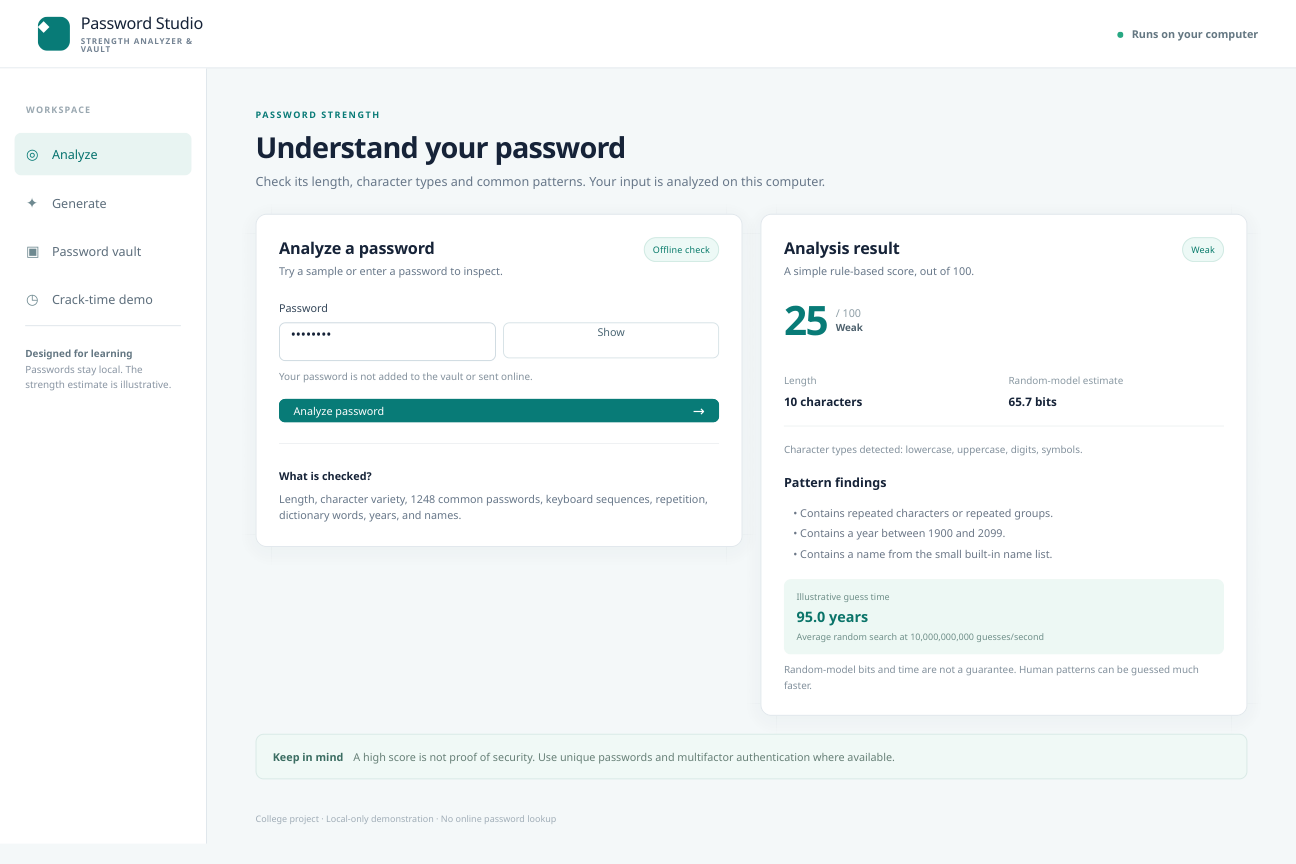 Password Studio
STRENGTH ANALYZER &
VAULT
Runs on your computer
WORKSPACE
Analyze
Generate
Password vault
Crack-time demo
Designed for learning
Passwords stay local. The
strength estimate is illustrative.
PASSWORD STRENGTH
Understand your password
Check its length, character types and common patterns. Your input is analyzed on this computer.
Analyze a password
Offline check
Try a sample or enter a password to inspect.
Password
••••••••
Show
Your password is not added to the vault or sent online.
Analyze password →
What is checked?
Length, character variety, 1248 common passwords, keyboard sequences, repetition,
dictionary words, years, and names.
Analysis result
Weak
A simple rule-based score, out of 100.
25 / 100
Weak
Length
10 characters
Random-model estimate
65.7 bits
Character types detected: lowercase, uppercase, digits, symbols.
Pattern findings
• Contains repeated characters or repeated groups.
• Contains a year between 1900 and 2099.
• Contains a name from the small built-in name list.
Illustrative guess time
95.0 years
Average random search at 10,000,000,000 guesses/second
Random-model bits and time are not a guarantee. Human patterns can be guessed much
faster.
Keep in mind A high score is not proof of security. Use unique passwords and multifactor authentication where available.
College project · Local-only demonstration · No online password lookup